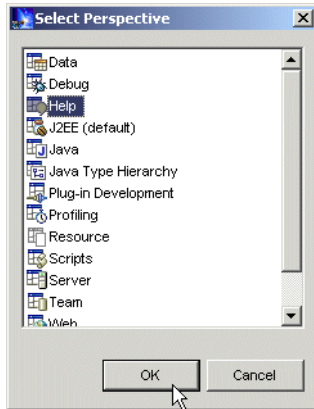 Select Perspective
Data
Debug
Help
J2EE (default)
Java
Java Type Hierarchy
Plug-in Development
Profiling
Resource
Scripts
Server
Team
Web
OK
Cancel